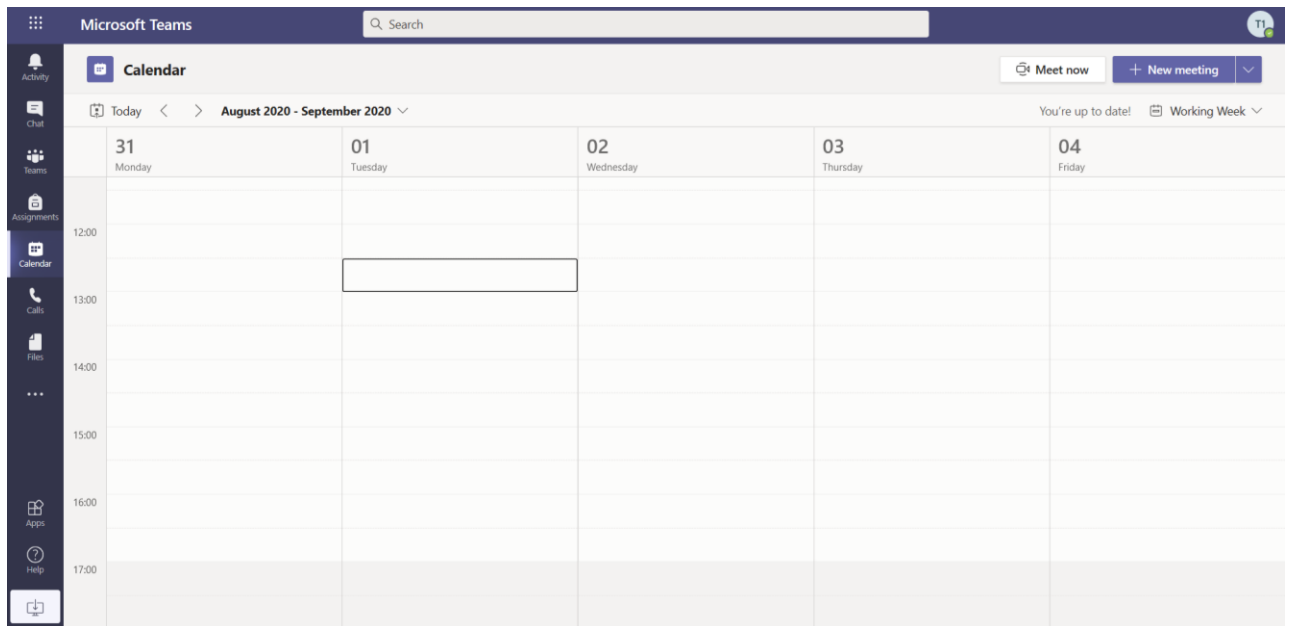 Microsoft Teams
Search
T1
Activity
Chat
Teams
Assignments
Calendar
Calls
Files
Apps
Help
Calendar
Meet now
New meeting
Today
August 2020 - September 2020
You're up to date!
Working Week
31
Monday
01
Tuesday
02
Wednesday
03
Thursday
04
Friday
12:00
13:00
14:00
15:00
16:00
17:00